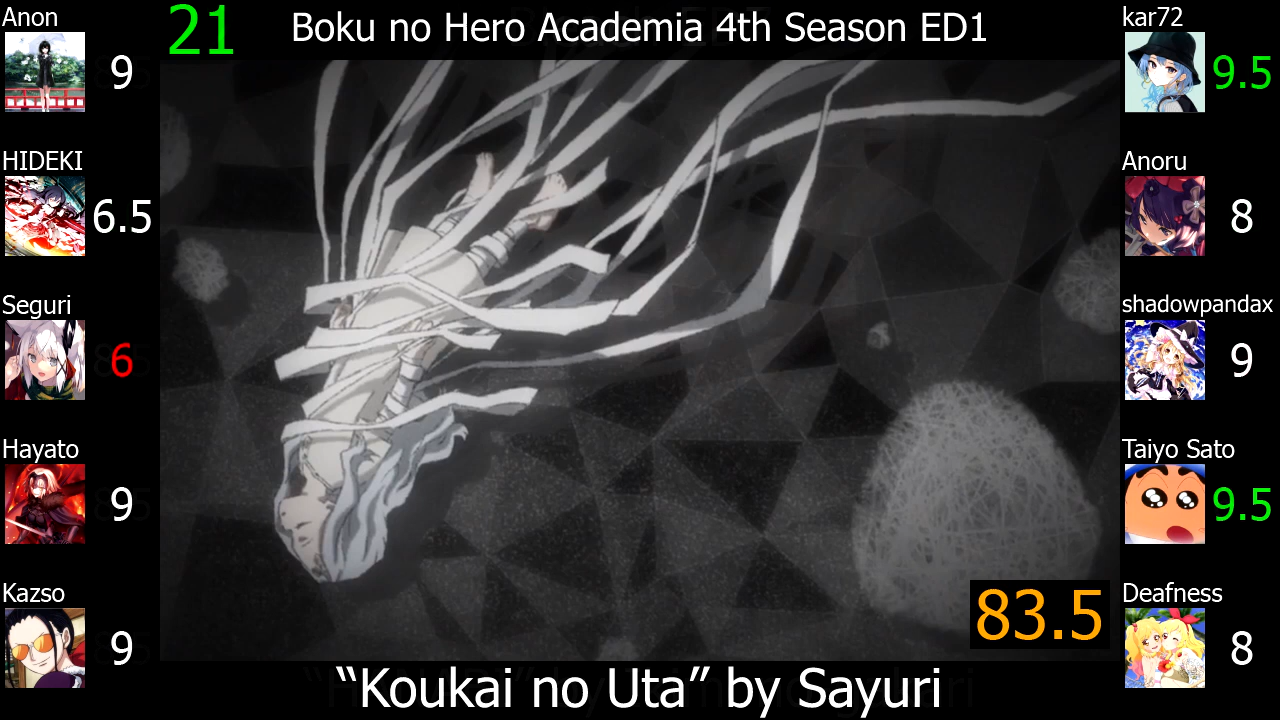 21
Boku no Hero Academia 4th Season ED1
Anon
9
HIDEKI
6.5
Seguri
6
Hayato
9
Kazso
9
kar72
9.5
Anoru
8
shadowpandax
9
Taiyo Sato
9.5
Deafness
8
83.5
“Koukai no Uta” by Sayuri